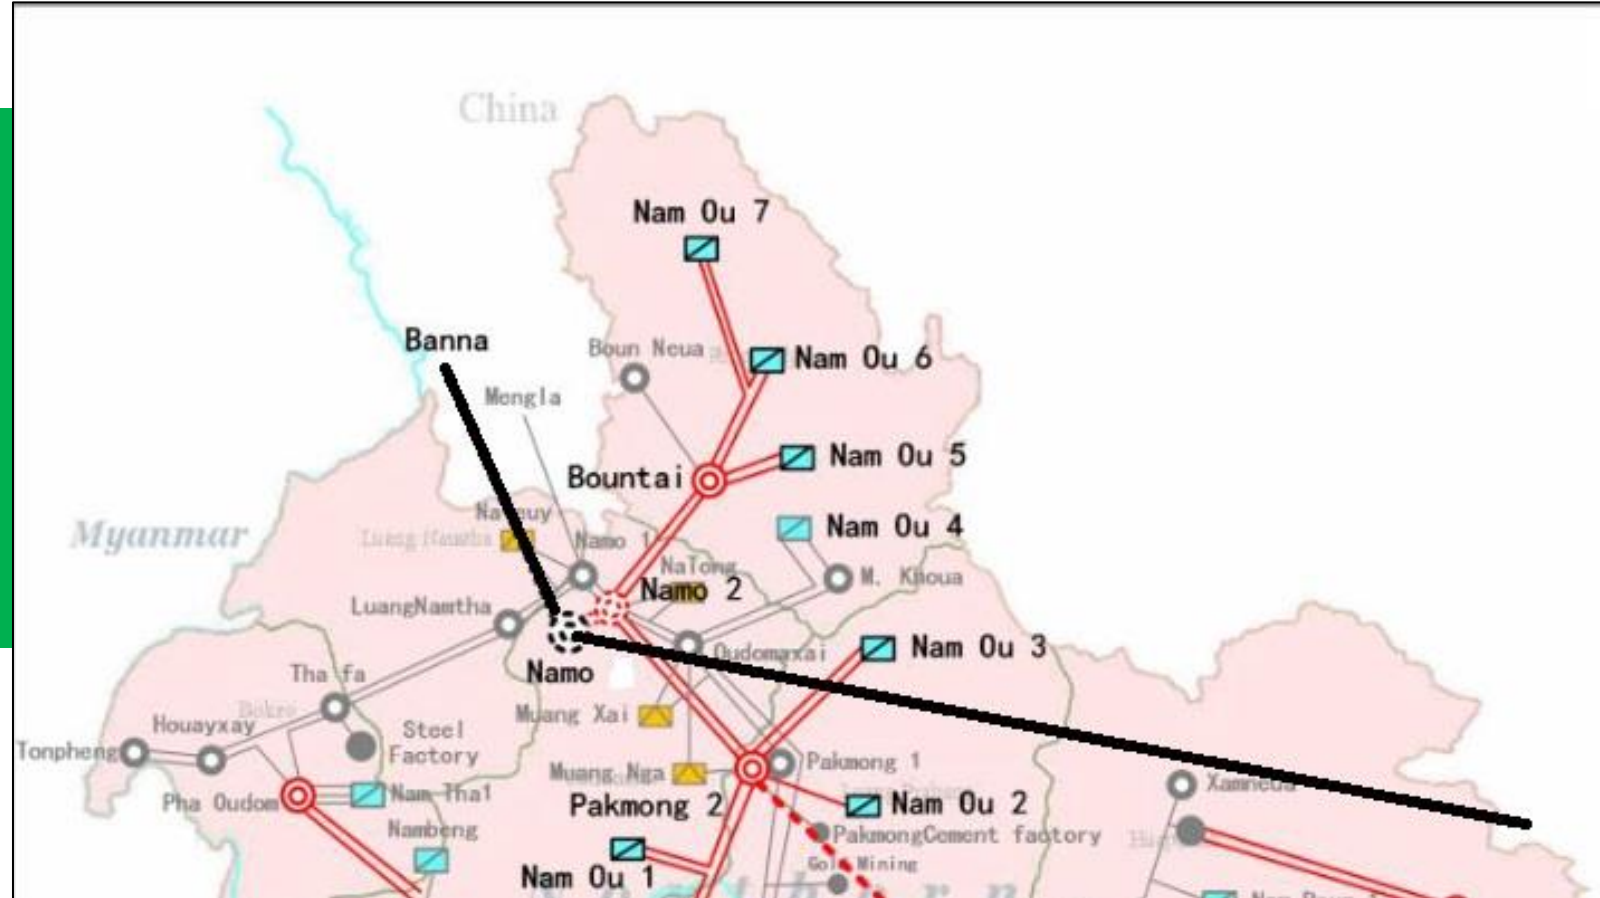 China
Nam Ou 7
Banna
Boun Neua
Nam Ou 6
Mengla
Bountai
Nam Ou 5
Myanmar
Nam Ou 4
Namo 1
NaTong
M. Khoua
Namo 2
LuangNamtha
Oudomaxai
Nam Ou 3
Namo
Tha fa
Bokeo
Muang Xai
Houayxay
Steel
Factory
Tonpheng
Pakmong 1
Muang Nga
Xamneua
Pha Oudom
Nam Tha1
Pakmong 2
Nam Ou 2
Nambeng
PakmongCement factory
Gold Mining
Nam Ou 1